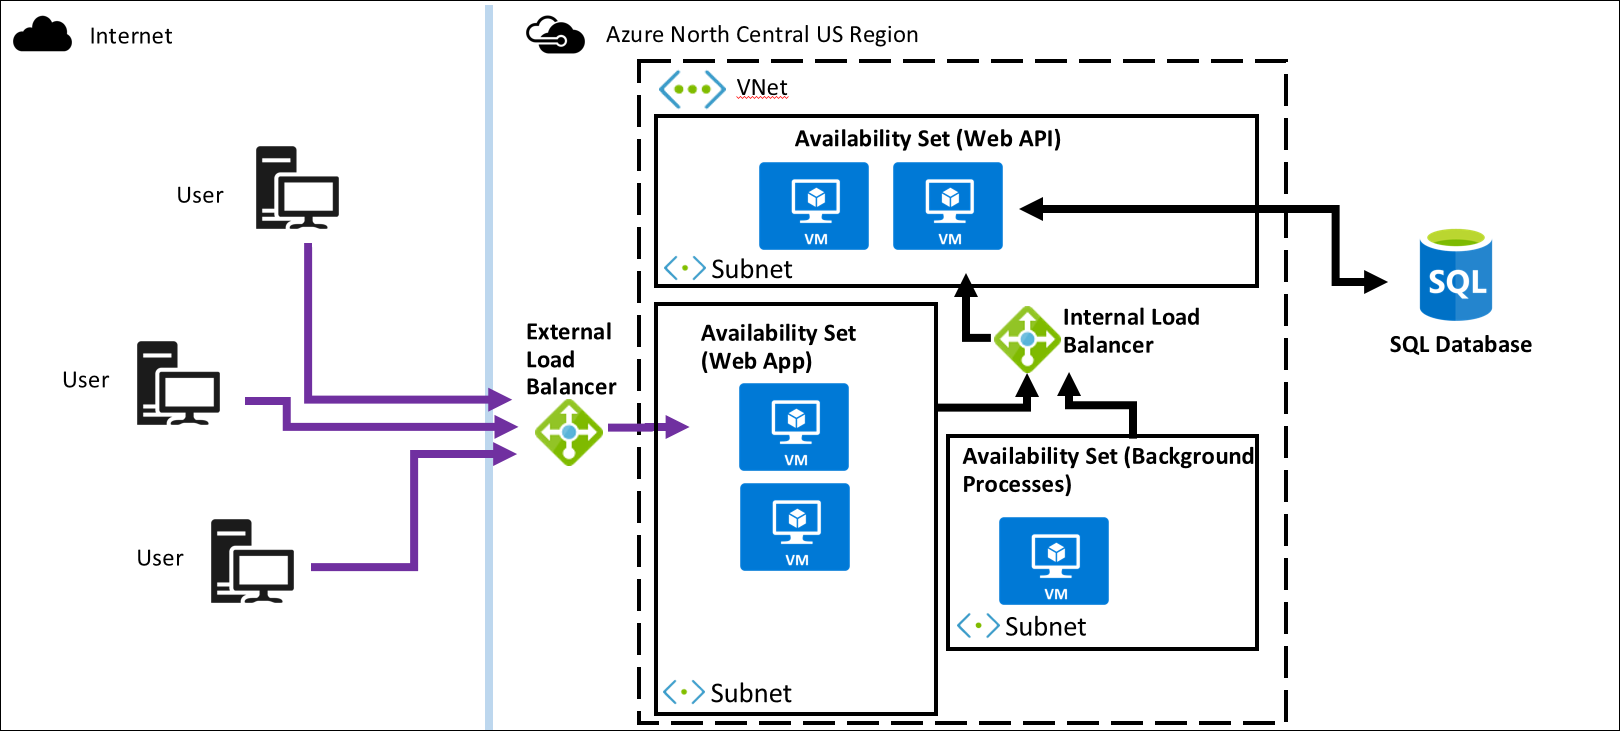 Internet
Azure North Central US Region
VNet
Availability Set (Web API)
VM
VM
Subnet
User
User
User
External
Load
Balancer
Availability Set
(Web App)
VM
VM
Subnet
Internal Load
Balancer
Availability Set (Background
Processes)
VM
Subnet
SQL
SQL Database